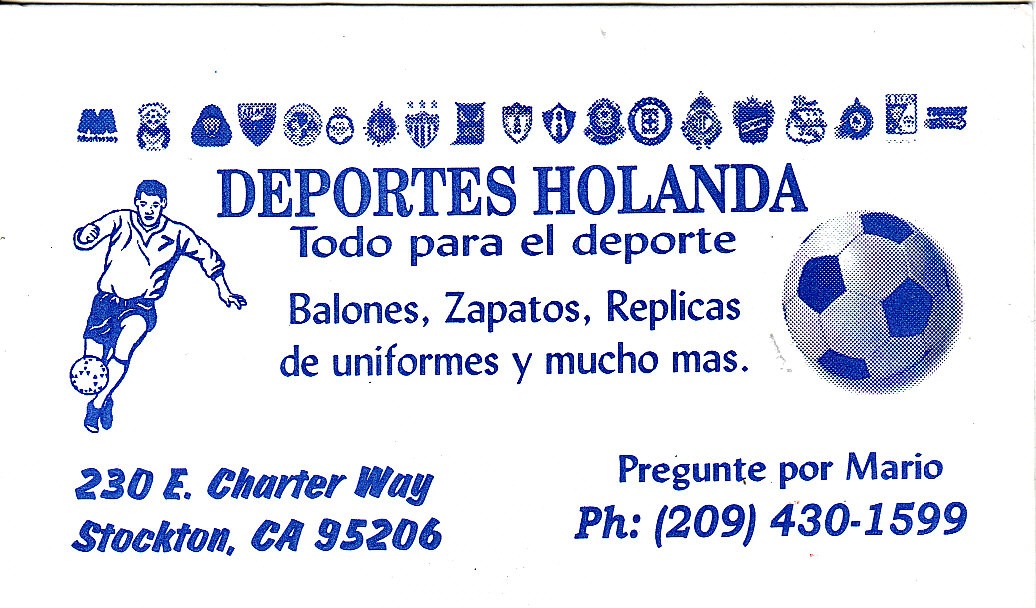 DEPORTES HOLANDA
Todo para el deporte
Balones, Zapatos, Replicas
de uniformes y mucho mas.
7
230 E. Charter Way
Stockton, CA 95206
Pregunte por Mario
Ph: (209) 430-1599